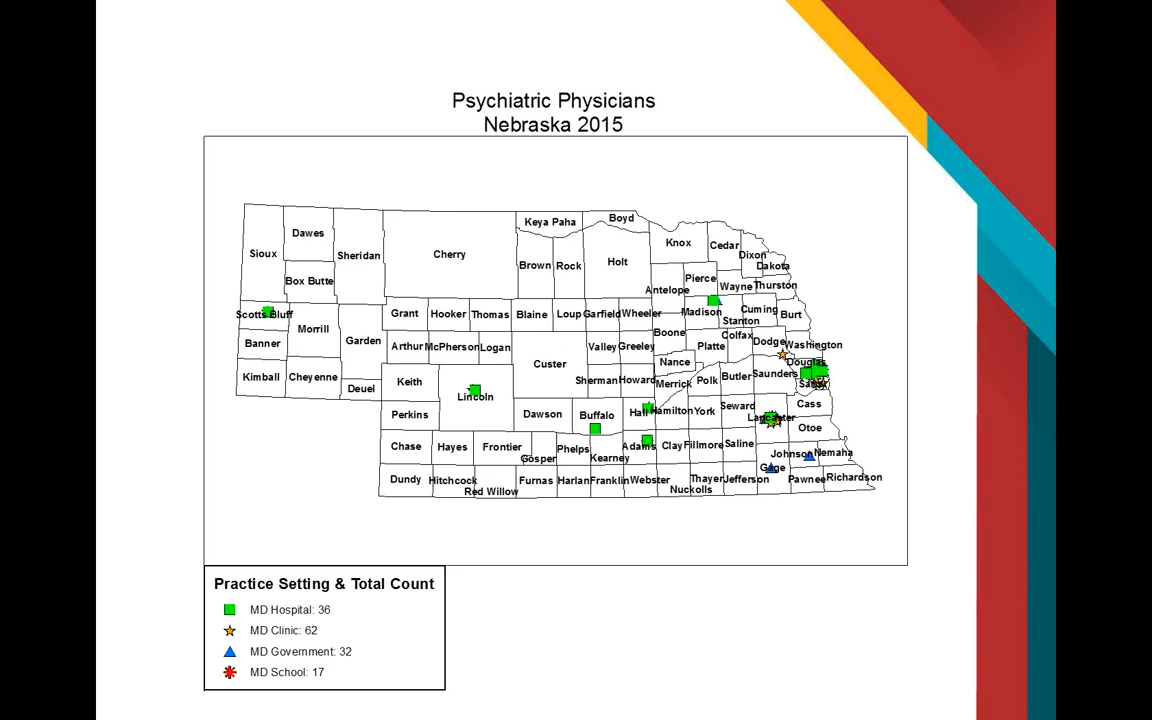 Psychiatric Physicians
Nebraska 2015
Keya Paha
Boyd
Dawes
Sioux
Sheridan
Cherry
Brown
Rock
Holt
Knox
Cedar
Dixon
Dakota
Box Butte
Antelope
Pierce
Wayne
Thurston
Scotts Bluff
Grant
Hooker
Thomas
Blaine
Loup
Garfield
Wheeler
Madison
Stanton
Cuming
Burt
Banner
Morrill
Garden
Arthur
McPherson
Logan
Custer
Valley
Greeley
Boone
Platte
Colfax
Dodge
Washington
Kimball
Cheyenne
Deuel
Keith
Lincoln
Sherman
Howard
Nance
Merrick
Polk
Butler
Saunders
Douglas
Perkins
Dawson
Buffalo
Hall
Hamilton
York
Seward
Lancaster
Cass
Otoe
Chase
Hayes
Frontier
Gosper
Phelps
Kearney
Adams
Clay
Fillmore
Saline
Gage
Johnson
Nemaha
Dundy
Hitchcock
Red Willow
Furnas
Harlan
Franklin
Webster
Nuckolls
Thayer
Jefferson
Pawnee
Richardson
Practice Setting & Total Count
MD Hospital: 36
MD Clinic: 62
MD Government: 32
MD School: 17